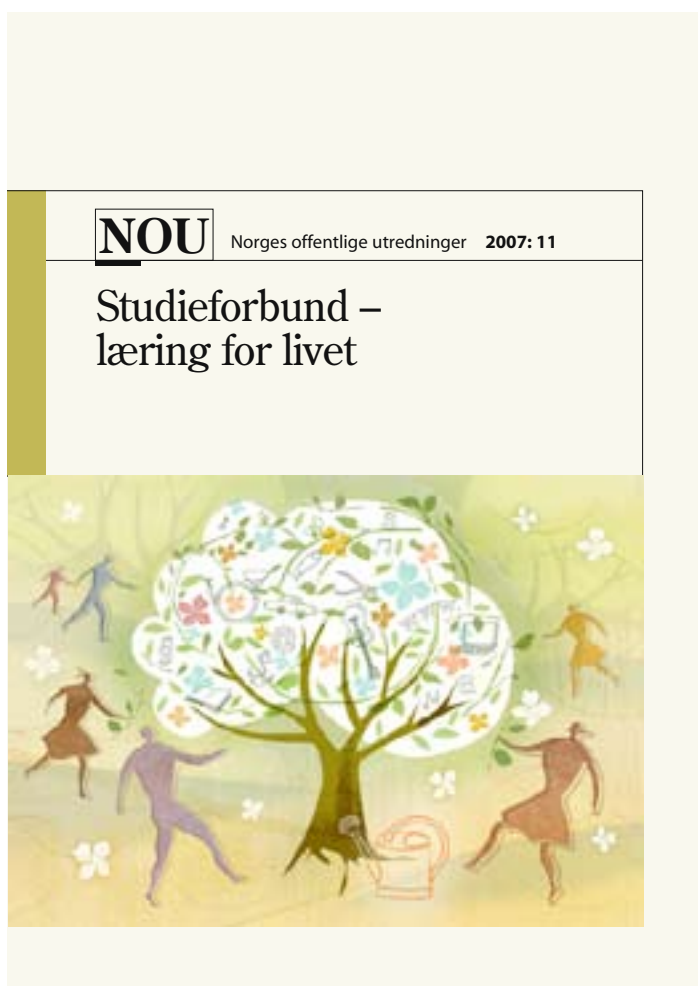 NOU Norges offentlige utredninger 2007: 11
Studieforbund –
læring for livet